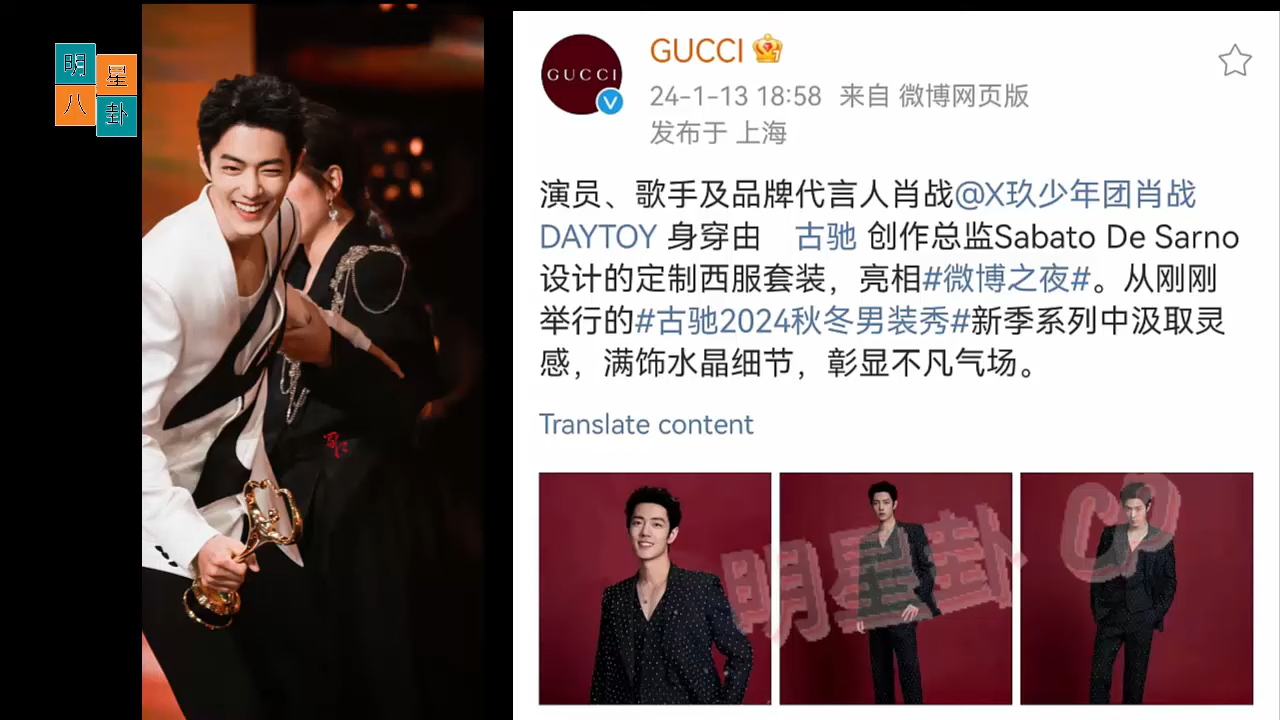 明
星
八
卦
GUCCI
GUCCI
24-1-13 18:58 来自 微博网页版
发布于 上海
演员、歌手及品牌代言人肖战@X玖少年团肖战
DAYTOY 身穿由 古驰 创作总监Sabato De Sarno
设计的定制西服套装，亮相#微博之夜#。从刚刚
举行的#古驰2024秋冬男装秀#新季系列中汲取灵
感，满饰水晶细节，彰显不凡气场。
Translate content
明星卦